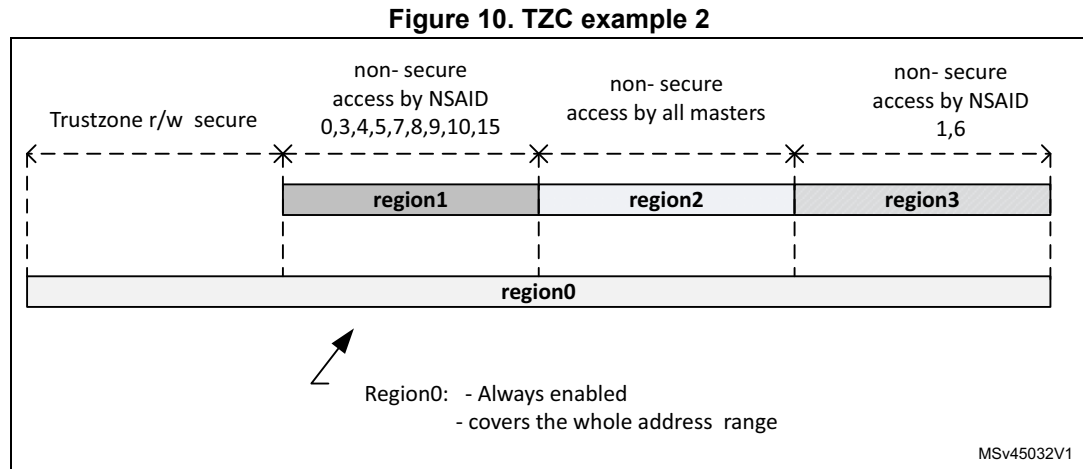 Figure 10. TZC example 2
Trustzone r/w  secure
non- secure
access by NSAID
0,3,4,5,7,8,9,10,15
non- secure
access by all masters
non- secure
access by NSAID
1,6
region1
region2
region3
region0
Region0:   - Always enabled
- covers the whole address  range
MSv45032V1